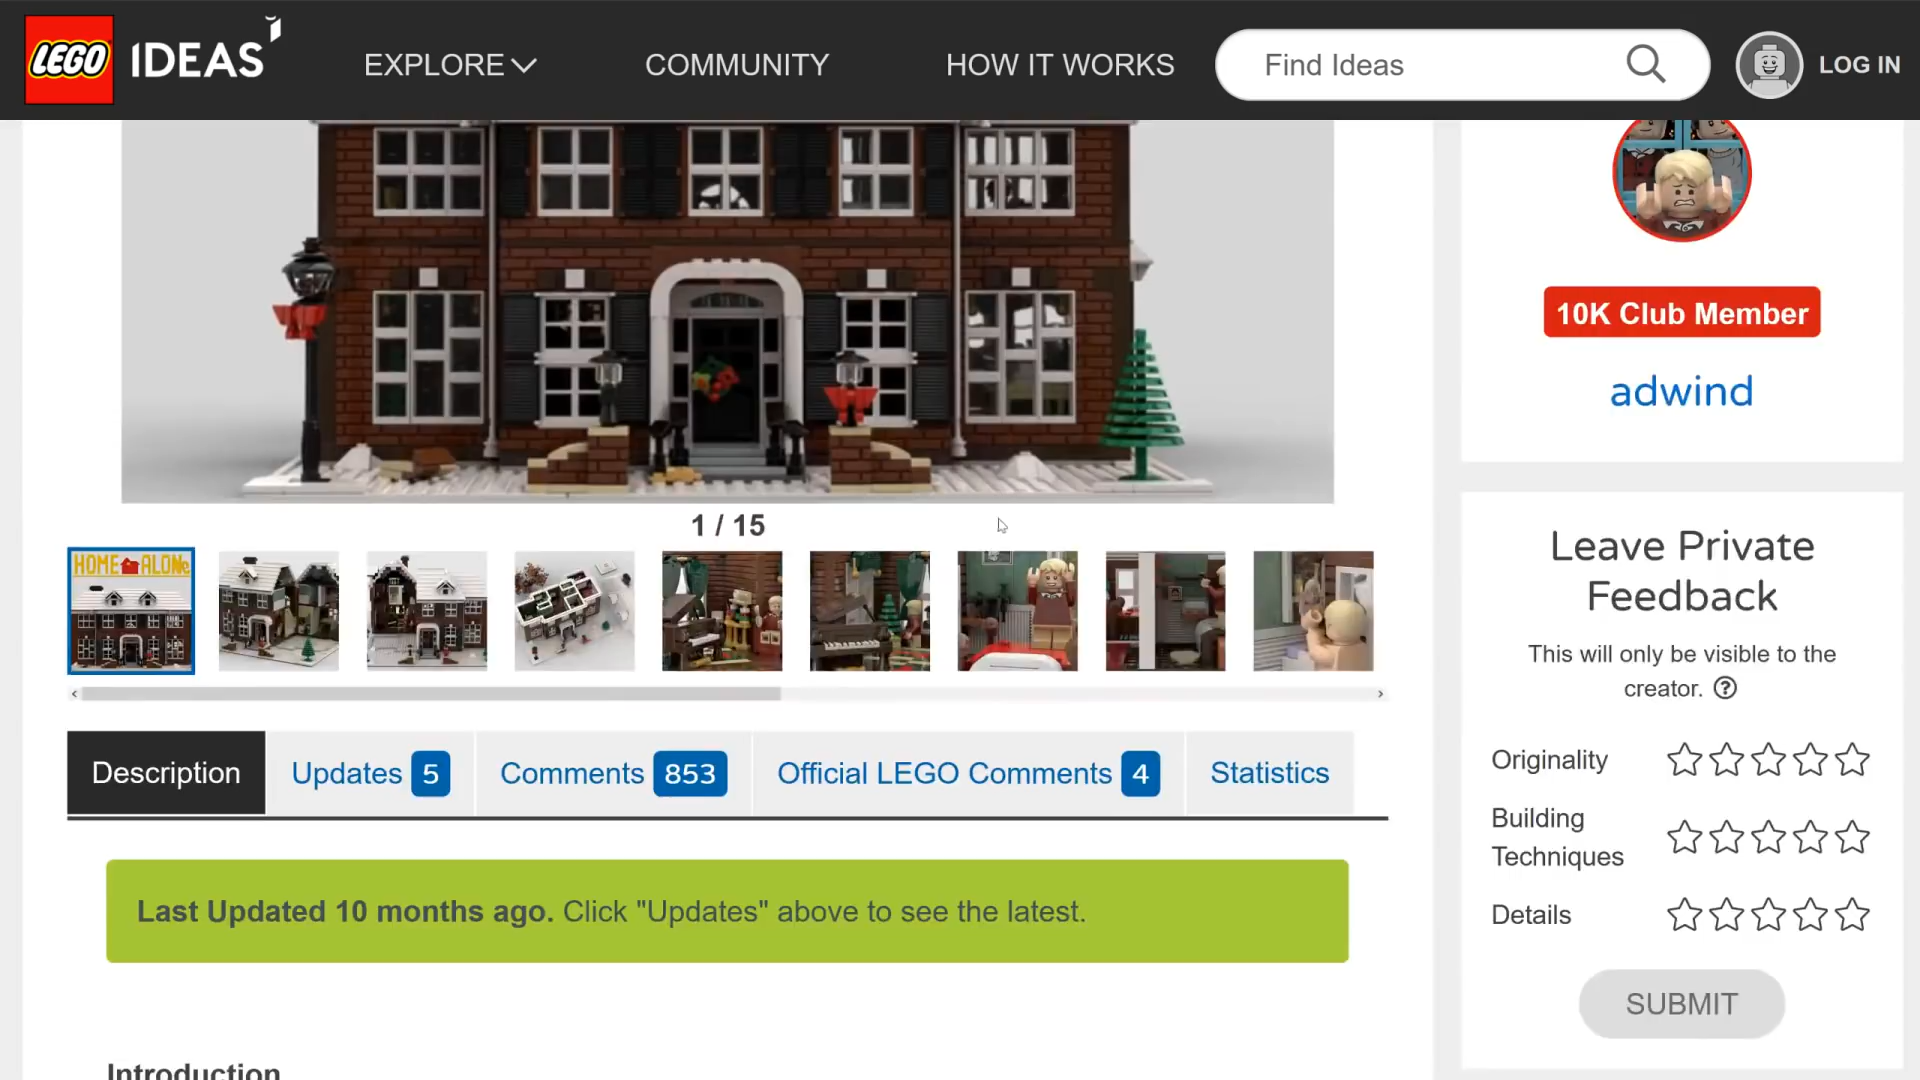 LEGO IDEAS
EXPLORE
COMMUNITY
HOW IT WORKS
Find Ideas
LOG IN
10K Club Member
adwind
1 / 15
HOME ALONe
Description
Updates 5
Comments 853
Official LEGO Comments 4
Statistics
Last Updated 10 months ago. Click "Updates" above to see the latest.
Introduction
Leave Private
Feedback
This will only be visible to the
creator. ?
Originality
Building
Techniques
Details
SUBMIT